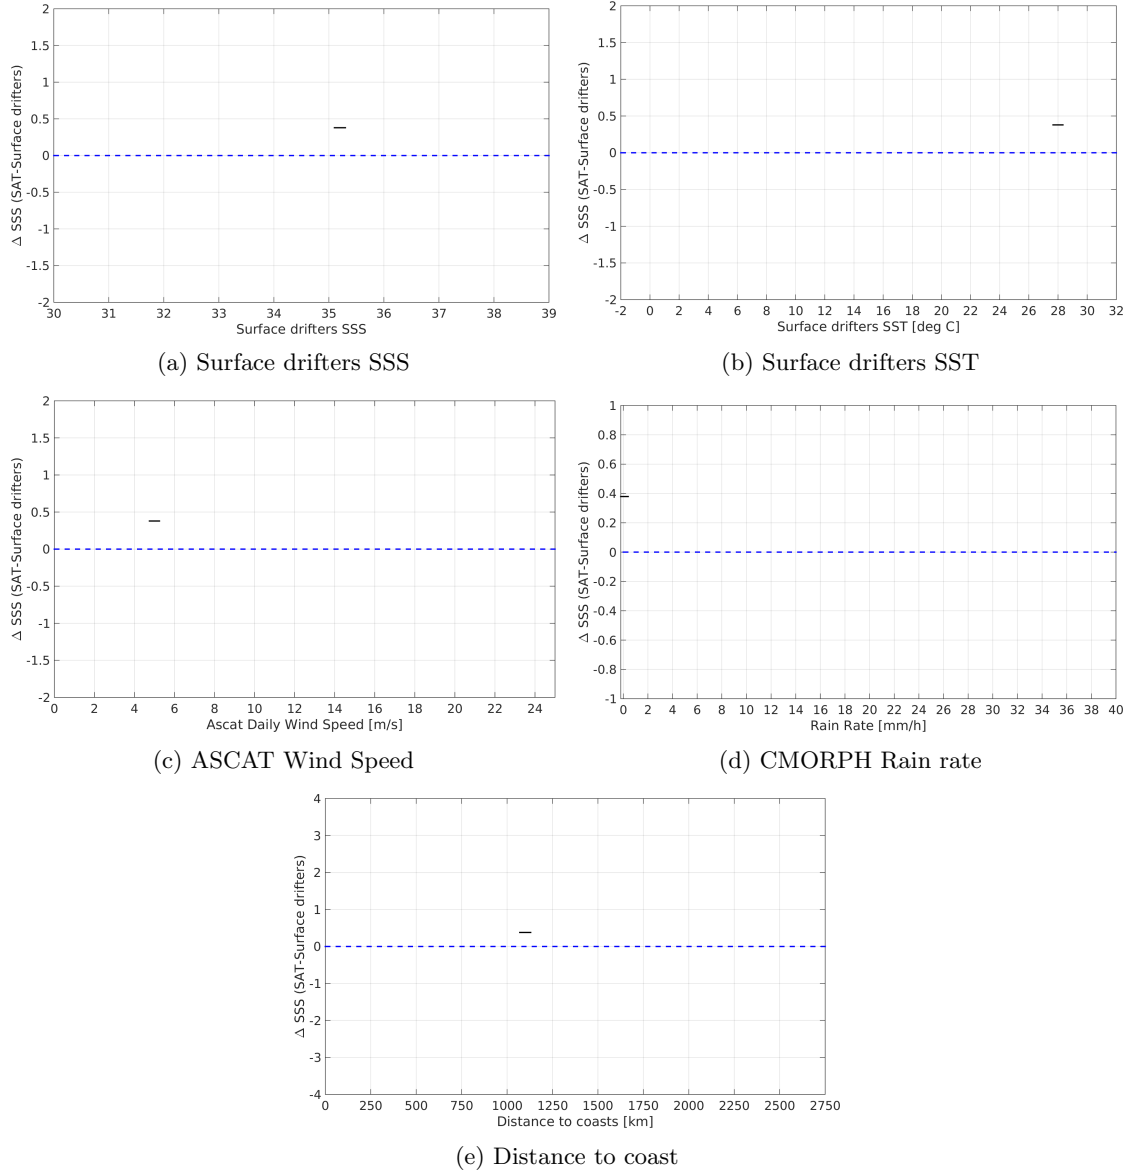 2
1.5
1
0.5
0
-0.5
-1
-1.5
-2
30 31 32 33 34 35 36 37 38 39
Δ SSS (SAT-Surface drifters)
Surface drifters SSS
(a) Surface drifters SSS
2
1.5
1
0.5
0
-0.5
-1
-1.5
-2
-2 0 2 4 6 8 10 12 14 16 18 20 22 24 26 28 30 32
Δ SSS (SAT-Surface drifters)
Surface drifters SST [deg C]
(b) Surface drifters SST
2
1.5
1
0.5
0
-0.5
-1
-1.5
-2
0 2 4 6 8 10 12 14 16 18 20 22 24
Δ SSS (SAT-Surface drifters)
Ascat Daily Wind Speed [m/s]
(c) ASCAT Wind Speed
1
0.8
0.6
0.4
0.2
0
-0.2
-0.4
-0.6
-0.8
-1
0 2 4 6 8 10 12 14 16 18 20 22 24 26 28 30 32 34 36 38 40
Δ SSS (SAT-Surface drifters)
Rain Rate [mm/h]
(d) CMORPH Rain rate
4
3
2
1
0
-1
-2
-3
-4
0 250 500 750 1000 1250 1500 1750 2000 2250 2500 2750
Δ SSS (SAT-Surface drifters)
Distance to coasts [km]
(e) Distance to coast